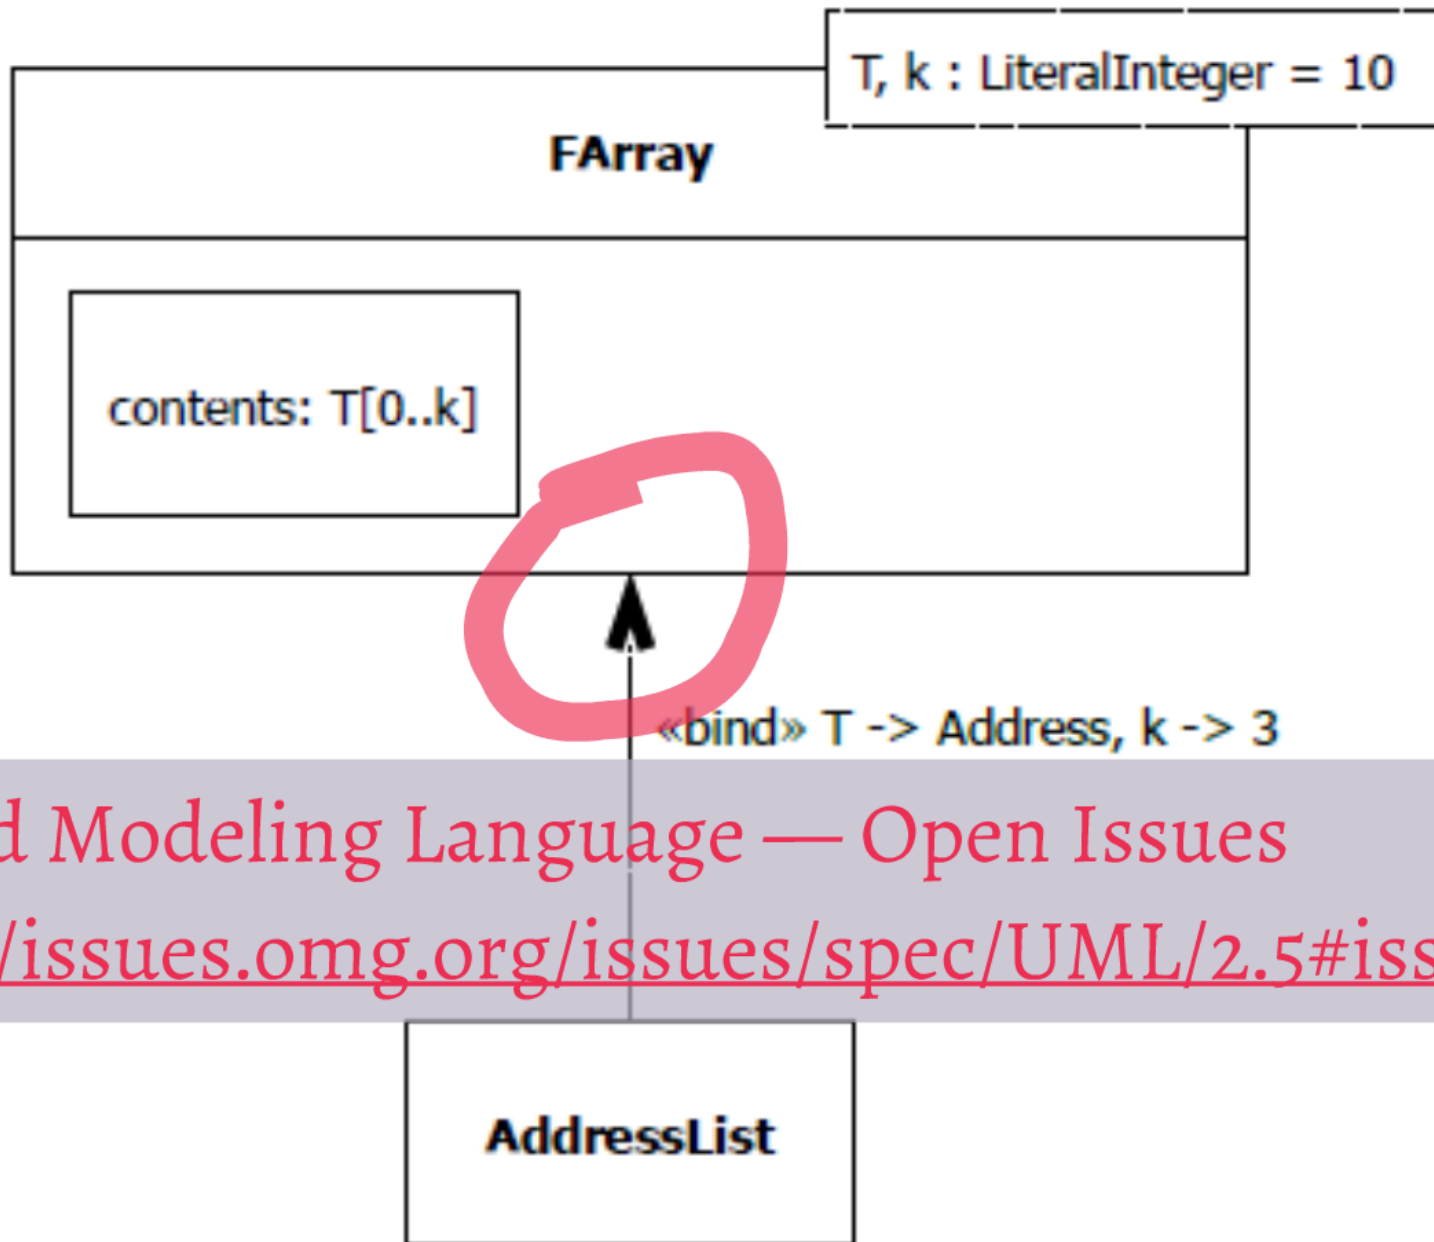 T, k : LiteralInteger = 10
FArray
contents: T[0..k]
«bind» T -> Address, k -> 3
d Modeling Language — Open Issues
/issues.omg.org/issues/spec/UML/2.5#iss
AddressList